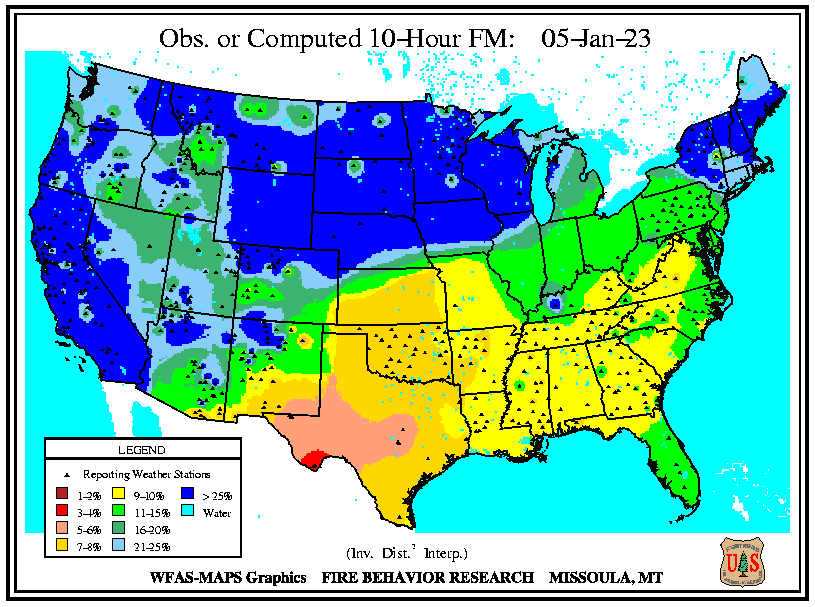 Obs. or Computed 10-Hour FM: 05-Jan-23
LEGEND
Reporting Weather Stations
1-2% 9-10% > 25%
3-4% 11-15% Water
5-6% 16-20%
7-8% 21-25%
(Inv. Dist.² Interp.)
WFAS-MAPS Graphics FIRE BEHAVIOR RESEARCH MISSOULA, MT
U S